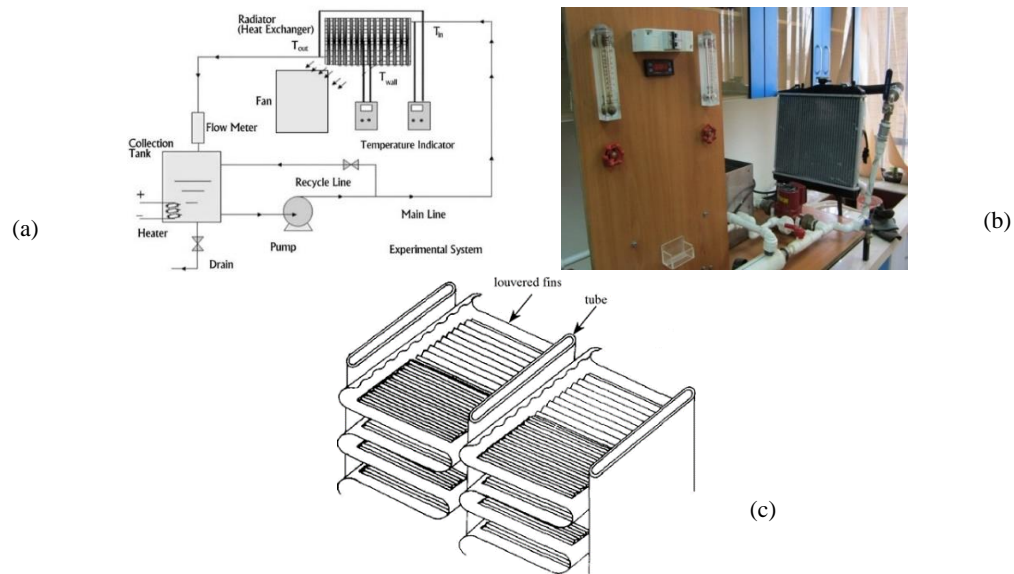 (a)
Radiator
(Heat Exchanger)
T_in
T_out
T_wall
Fan
Flow Meter
Collection
Tank
Temperature Indicator
Recycle Line
Main Line
+
−
Heater
Pump
Experimental System
Drain
(b)
louvered fins
tube
(c)